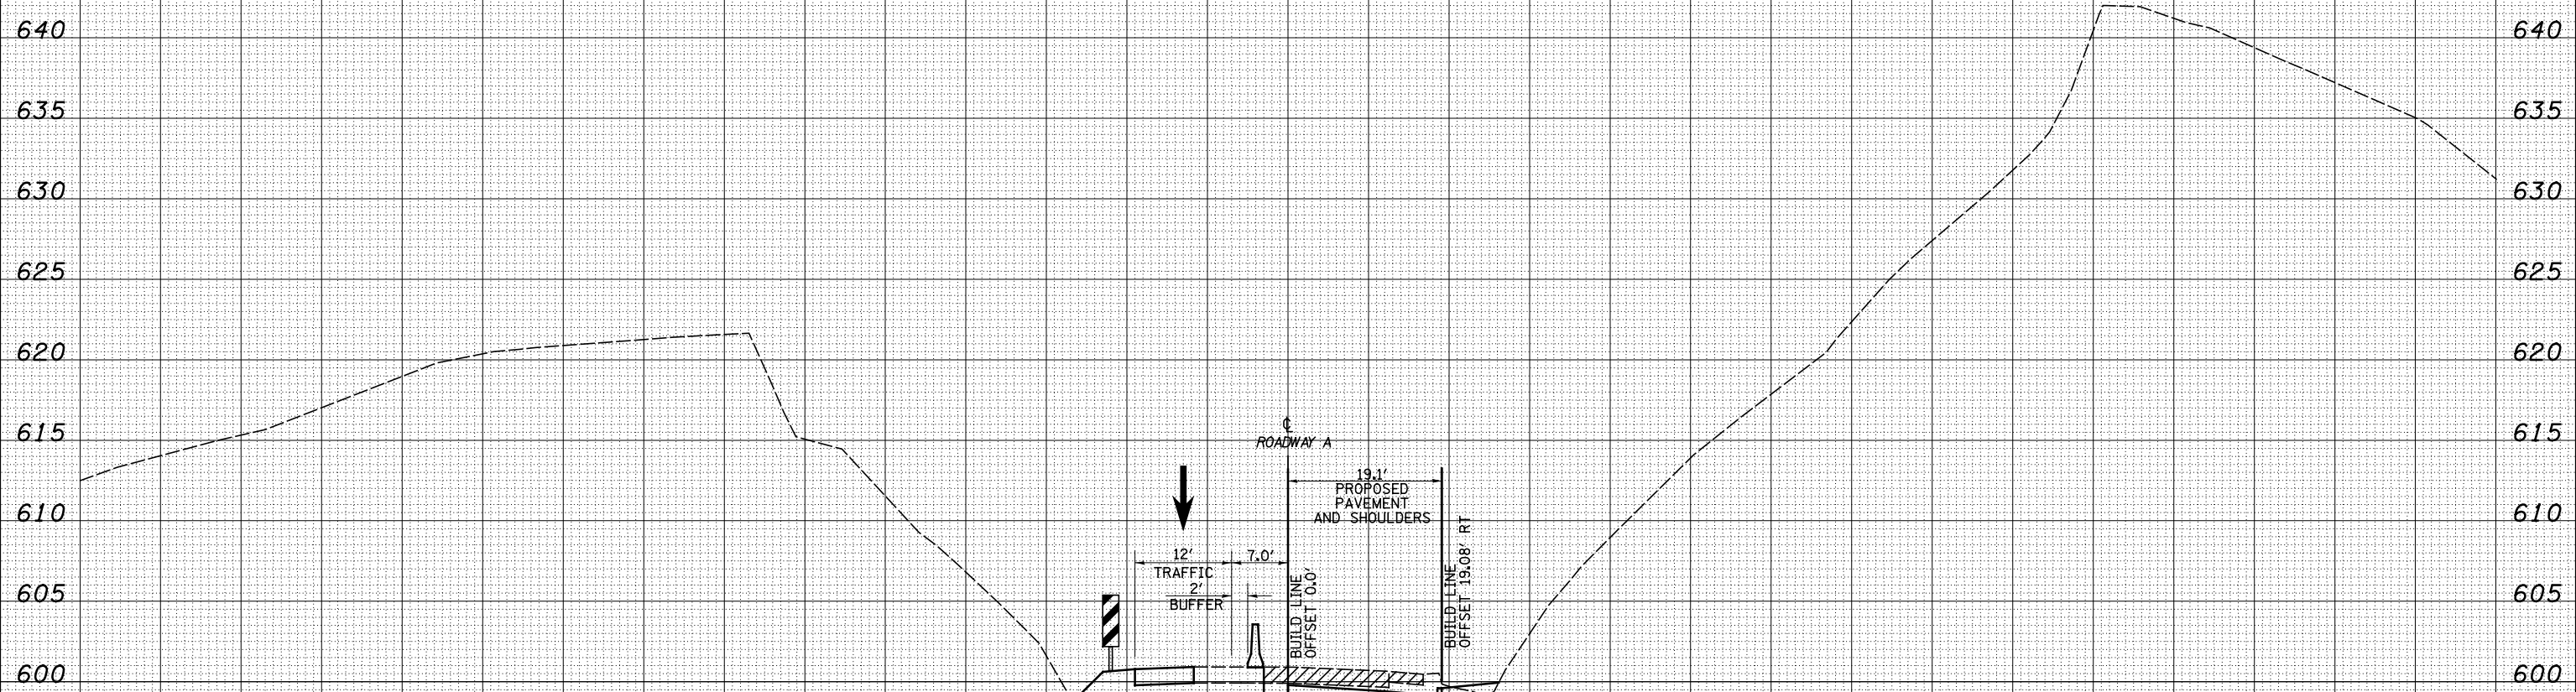 640 640
635 635
630 630
625 625
620 620
615 615
℄
ROADWAY A
19.1'
PROPOSED
PAVEMENT
AND SHOULDERS
610 610
12' 7.0'
TRAFFIC
2'
BUFFER
BUILD LINE
OFFSET 0.0'
BUILD LINE
OFFSET 19.08' RT
605 605
600 600